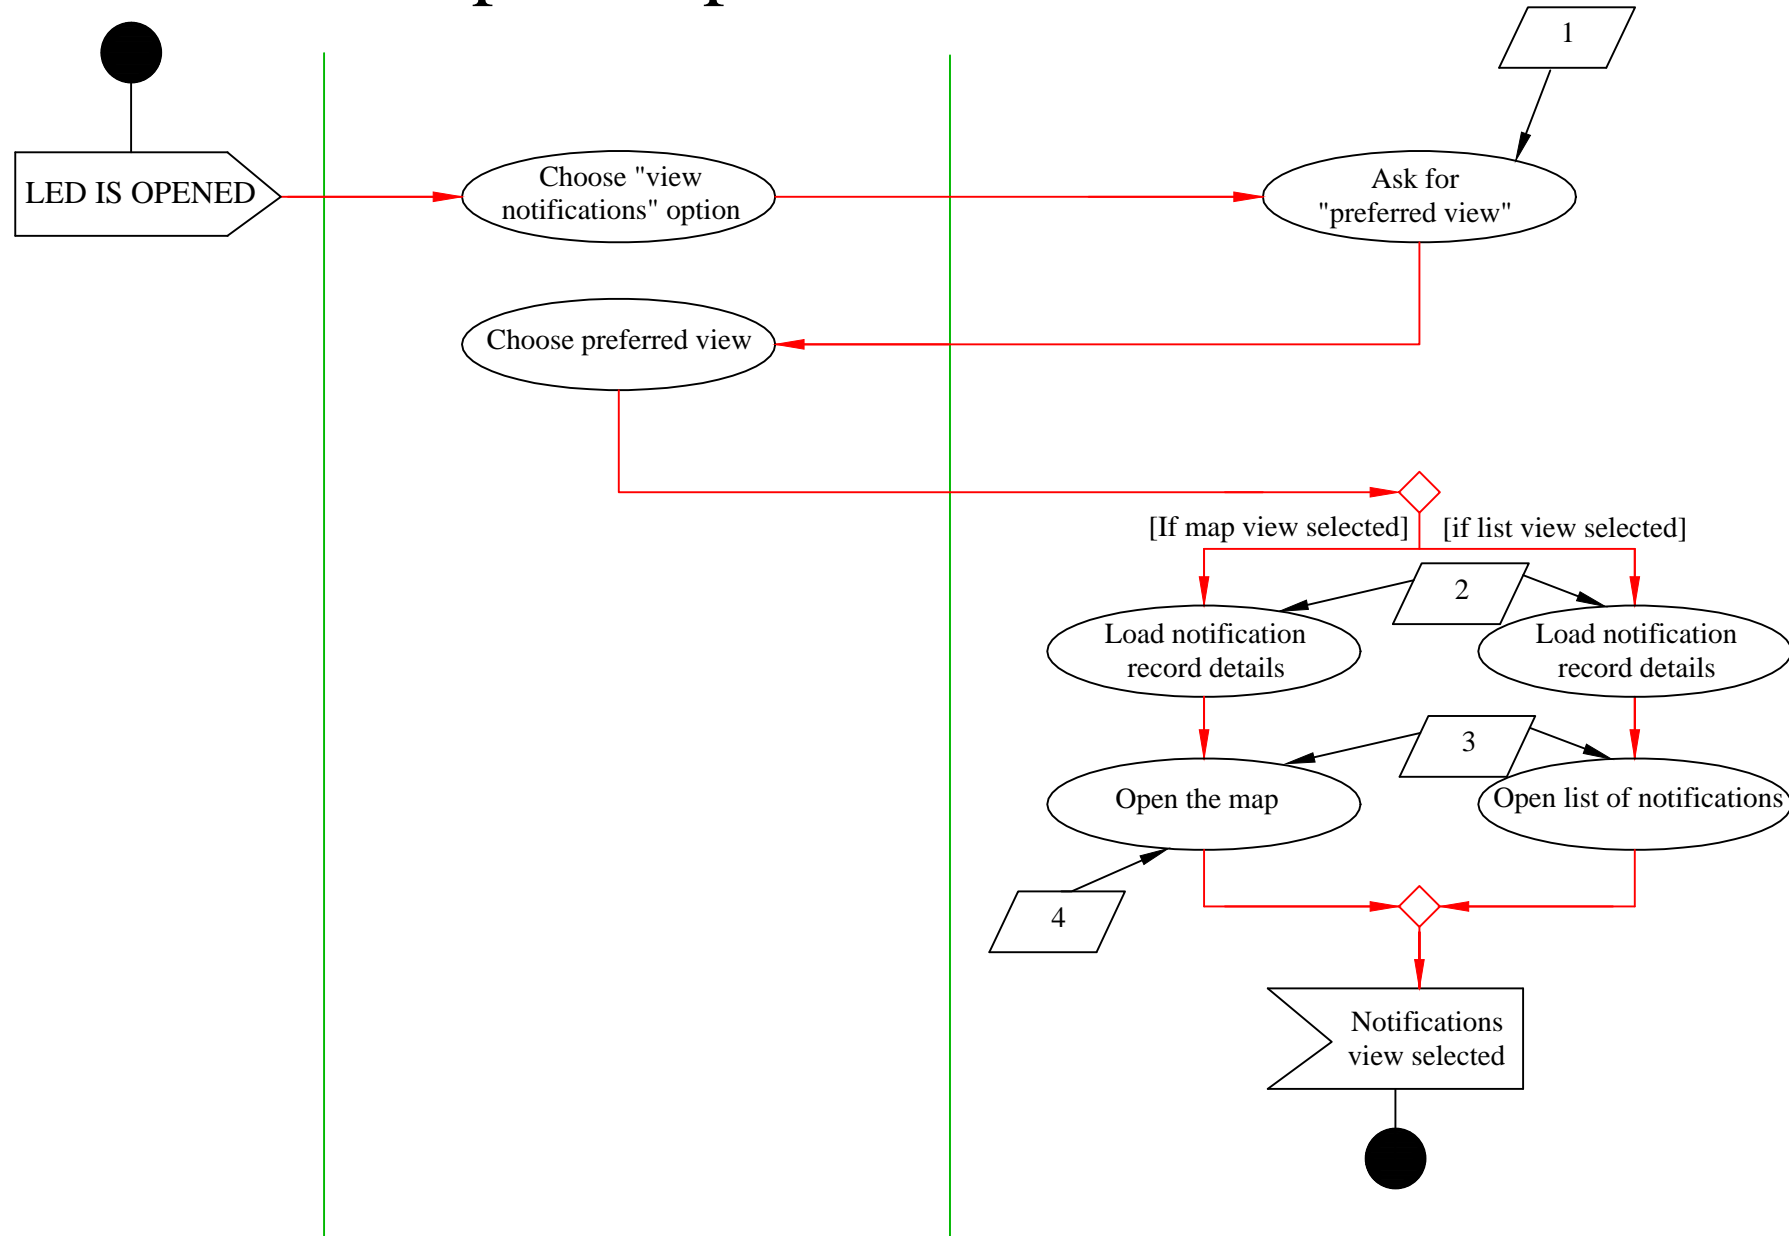 1
LED IS OPENED
Choose "view
notifications" option
Ask for
"preferred view"
Choose preferred view
[If map view selected]
[if list view selected]
2
Load notification
record details
Load notification
record details
3
Open the map
Open list of notifications
4
Notifications
view selected